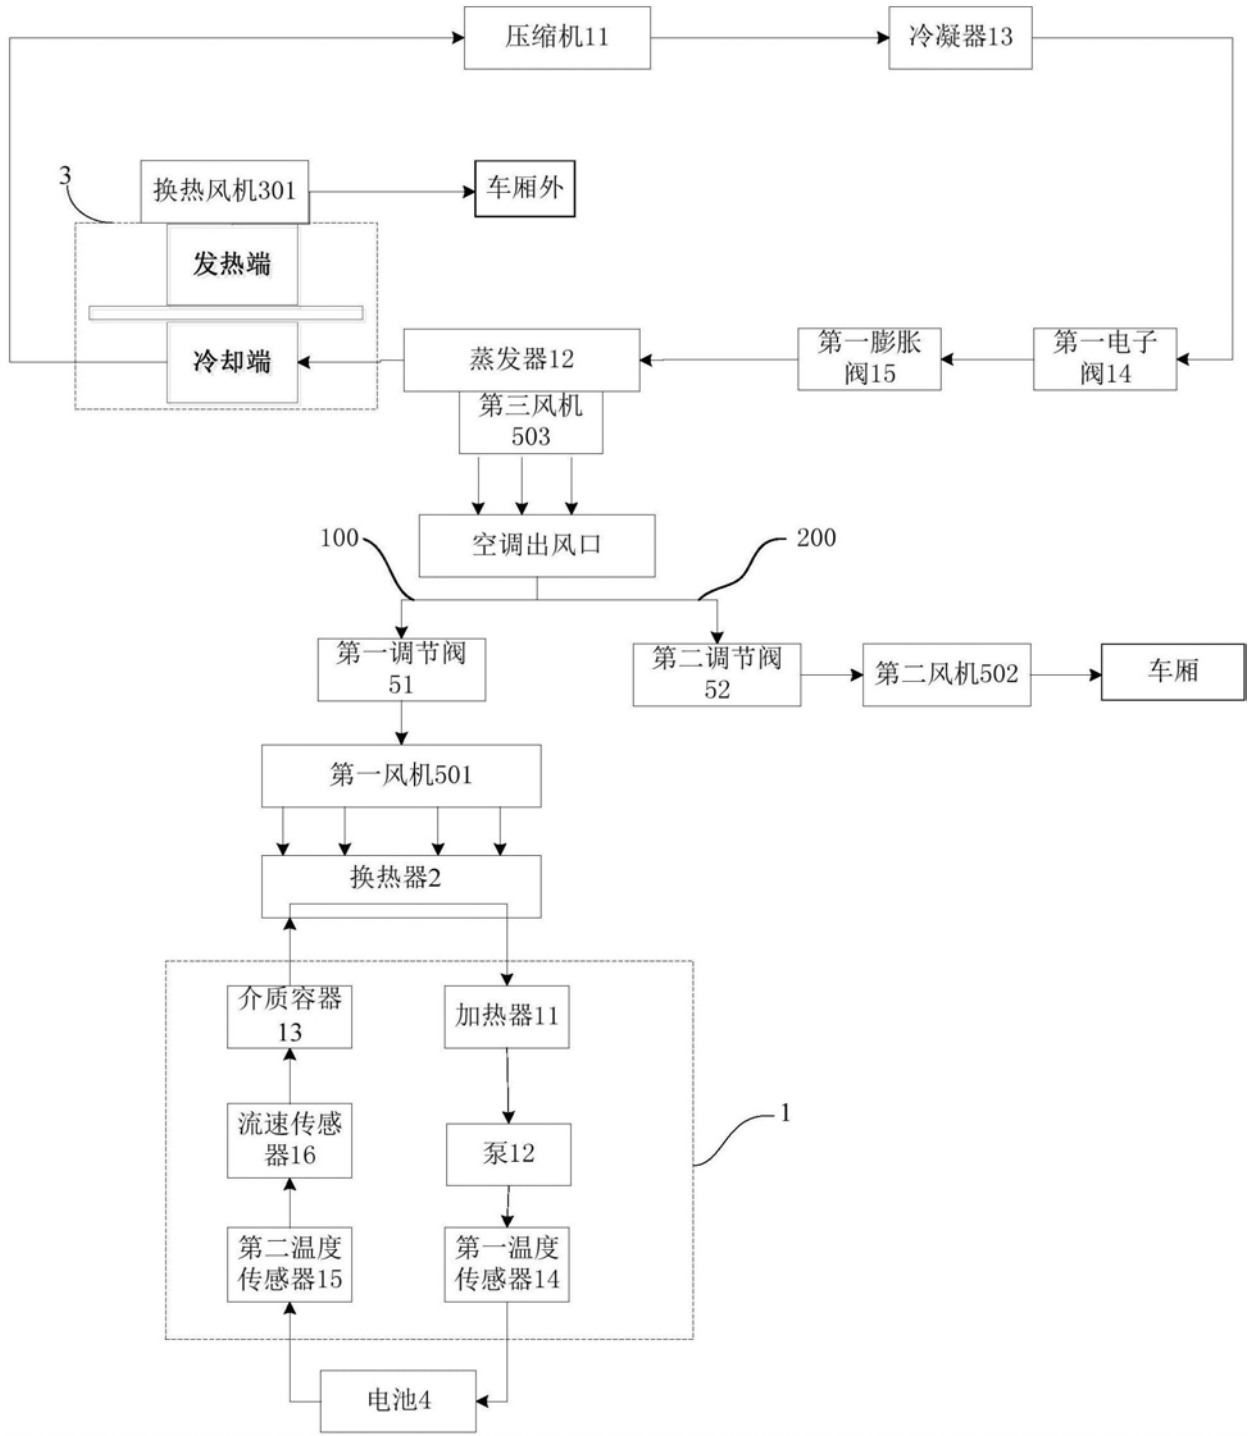 压缩机11
冷凝器13
3
换热风机301
车厢外
发热端
冷却端
蒸发器12
第一膨胀
阀15
第一电子
阀14
第三风机
503
100
空调出风口
200
第一调节阀
51
第二调节阀
52
第二风机502
车厢
第一风机501
换热器2
介质容器
13
加热器11
流速传感
器16
泵12
1
第二温度
传感器15
第一温度
传感器14
电池4